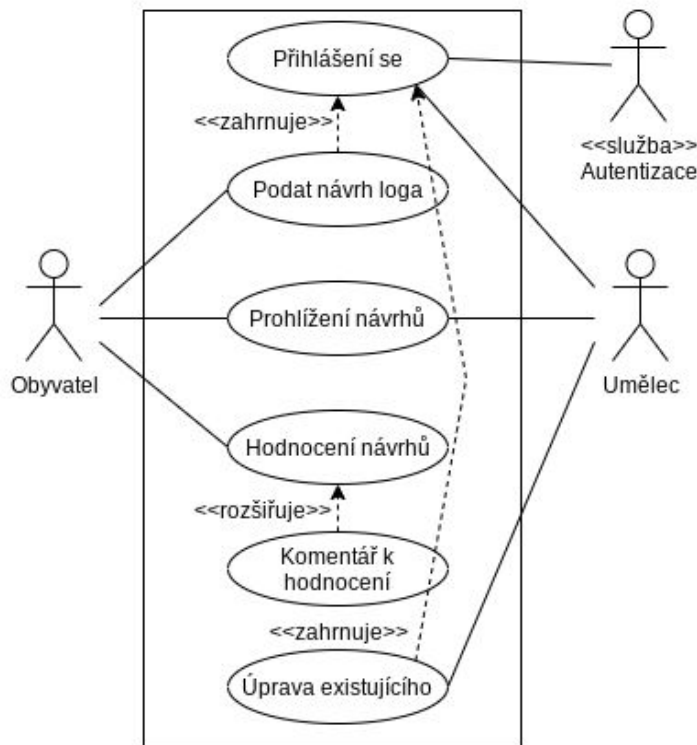 Přihlášení se
<<zahrnuje>>
<<služba>>
Autentizace
Podat návrh loga
Prohlížení návrhů
Obyvatel
Umělec
Hodnocení návrhů
<<rozšiřuje>>
Komentář k
hodnocení
<<zahrnuje>>
Úprava existujícího